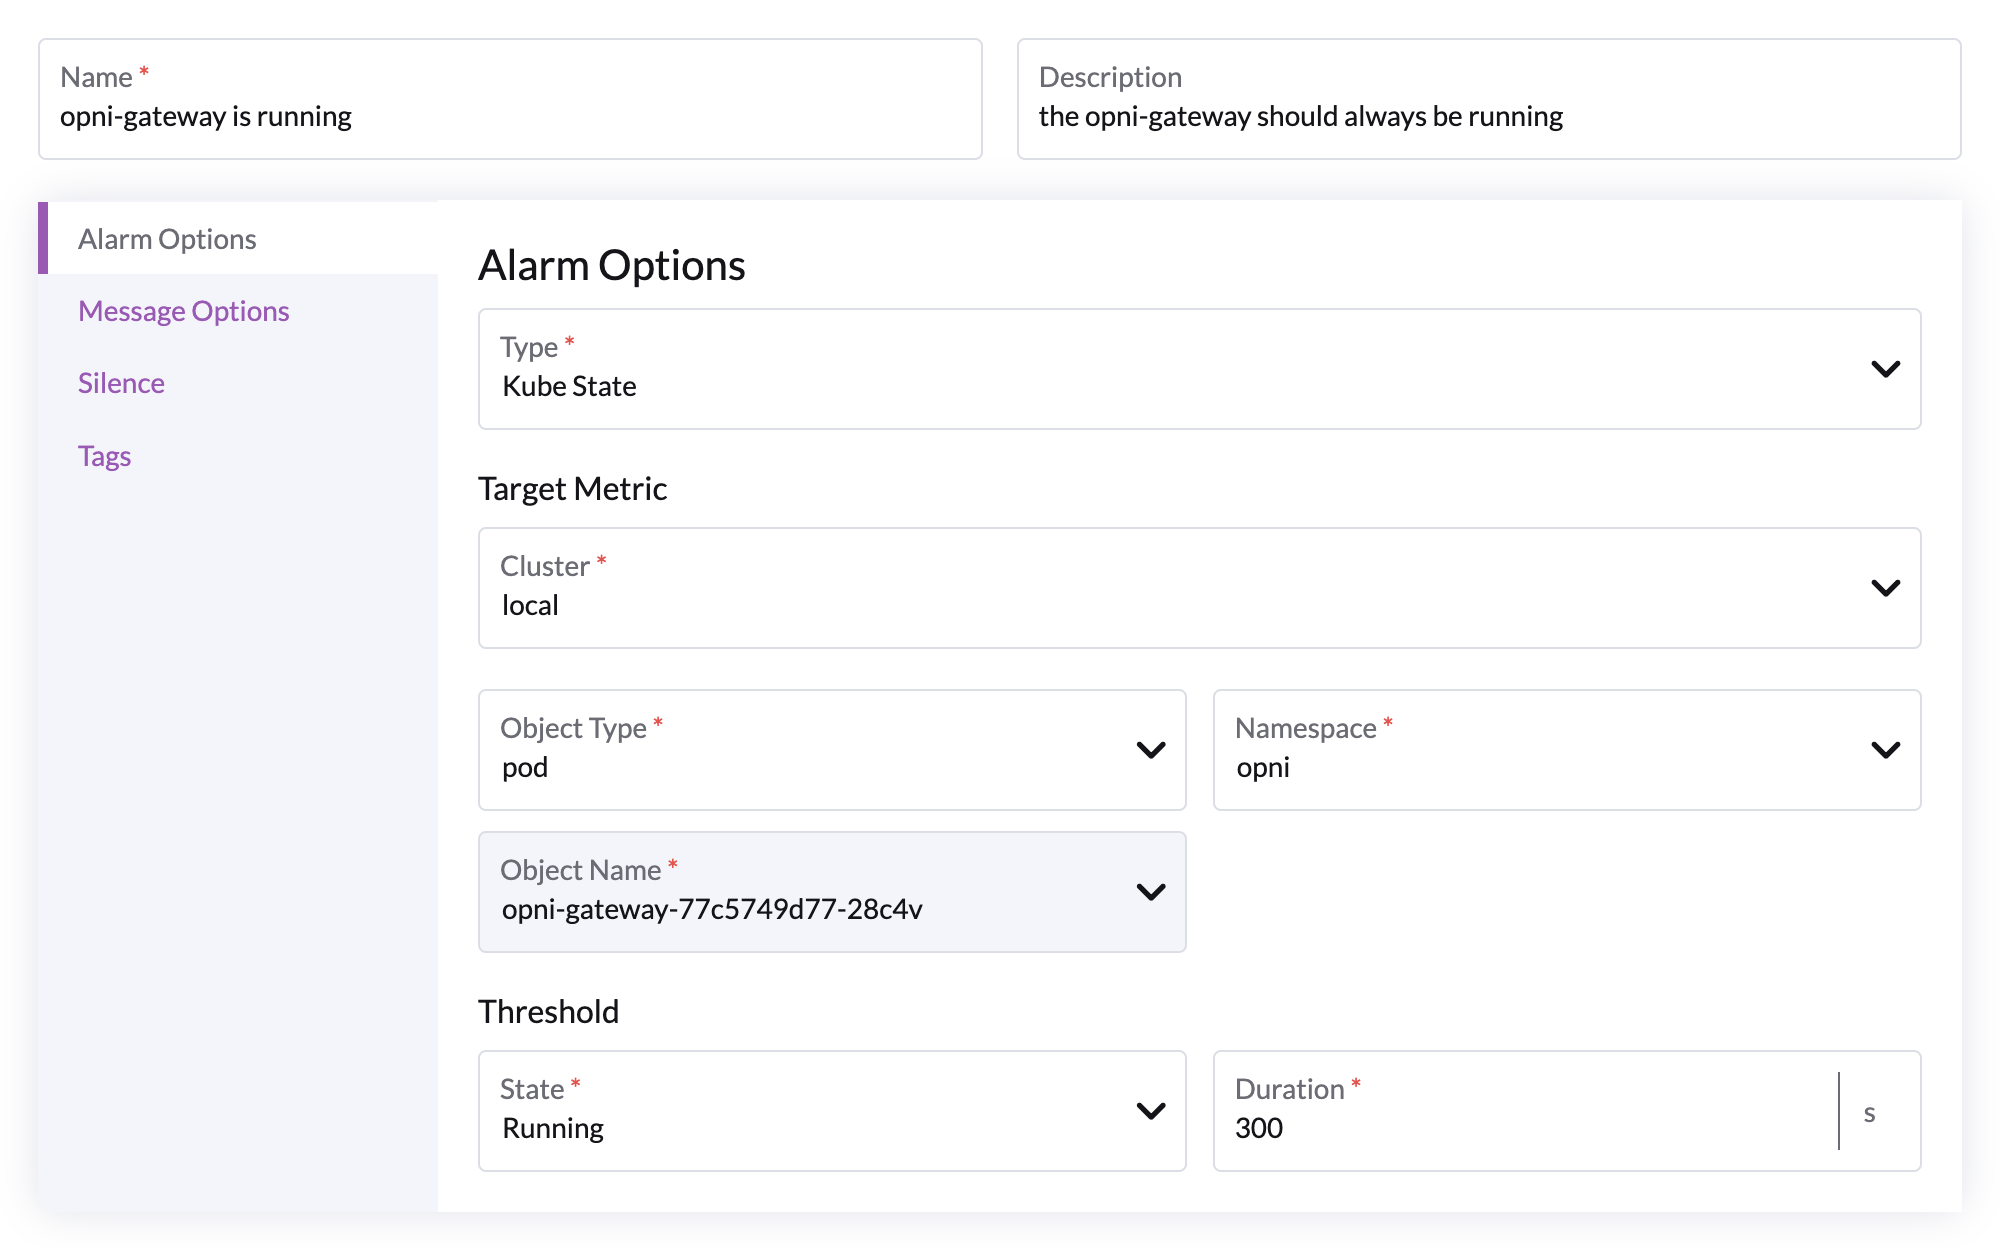 Name *
opni-gateway is running
Description
the opni-gateway should always be running
Alarm Options
Message Options
Silence
Tags
Alarm Options
Type *
Kube State
Target Metric
Cluster *
local
Object Type *
pod
Namespace *
opni
Object Name *
opni-gateway-77c5749d77-28c4v
Threshold
State *
Running
Duration *
300
s